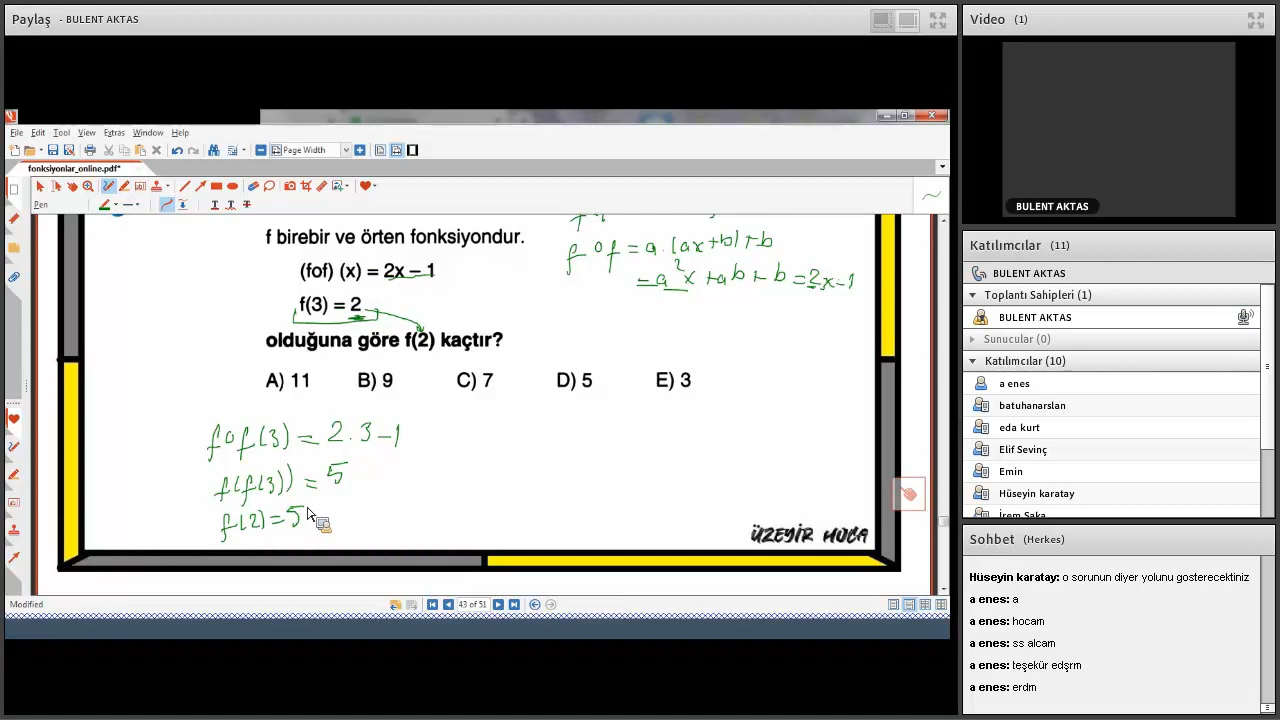 Paylaş - BULENT AKTAS
File Edit Tool View Extras Window Help
Page Width
fonksiyonlar_online.pdf*
Pen
f birebir ve örten fonksiyondur.
(fof) (x) = 2x – 1
f(3) = 2
olduğuna göre f(2) kaçtır?
A) 11 B) 9 C) 7 D) 5 E) 3
fof = a.(ax+b)+b
= a²x + ab + b = 2x-1
fof(3) = 2.3-1
f(f(3)) = 5
f(2) = 5
ÜZEYİR HOCA
Modified
43 of 51
Video (1)
BULENT AKTAS
Katılımcılar (11)
BULENT AKTAS
Toplantı Sahipleri (1)
BULENT AKTAS
Sunucular (0)
Katılımcılar (10)
a enes
batuhanarslan
eda kurt
Elif Sevinç
Emin
Hüseyin karatay
İrem Saka
Sohbet (Herkes)
Hüseyin karatay: o sorunun diyer yolunu gosterecektiniz
a enes: a
a enes: hocam
a enes: ss alcam
a enes: teşekür edşrm
a enes: erdm